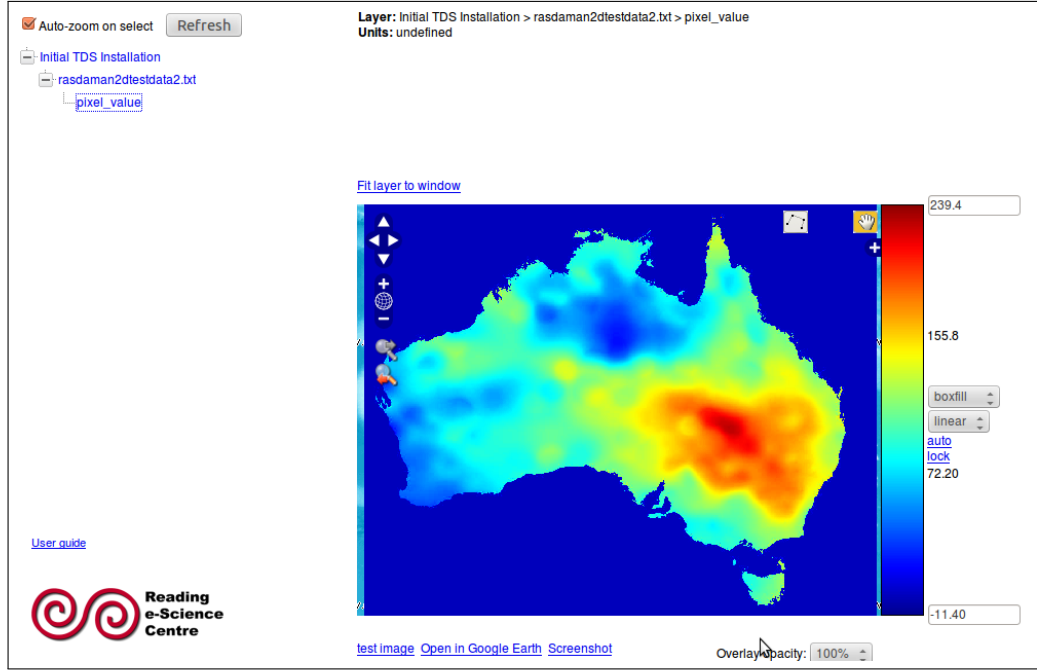 Auto-zoom on select Refresh
Initial TDS Installation
rasdaman2dtestdata2.txt
pixel_value
Layer: Initial TDS Installation > rasdaman2dtestdata2.txt > pixel_value
Units: undefined
Fit layer to window
239.4
155.8
boxfill
linear
auto
lock
72.20
-11.40
User guide
Reading
e-Science
Centre
test image Open in Google Earth Screenshot
Overlay opacity: 100%